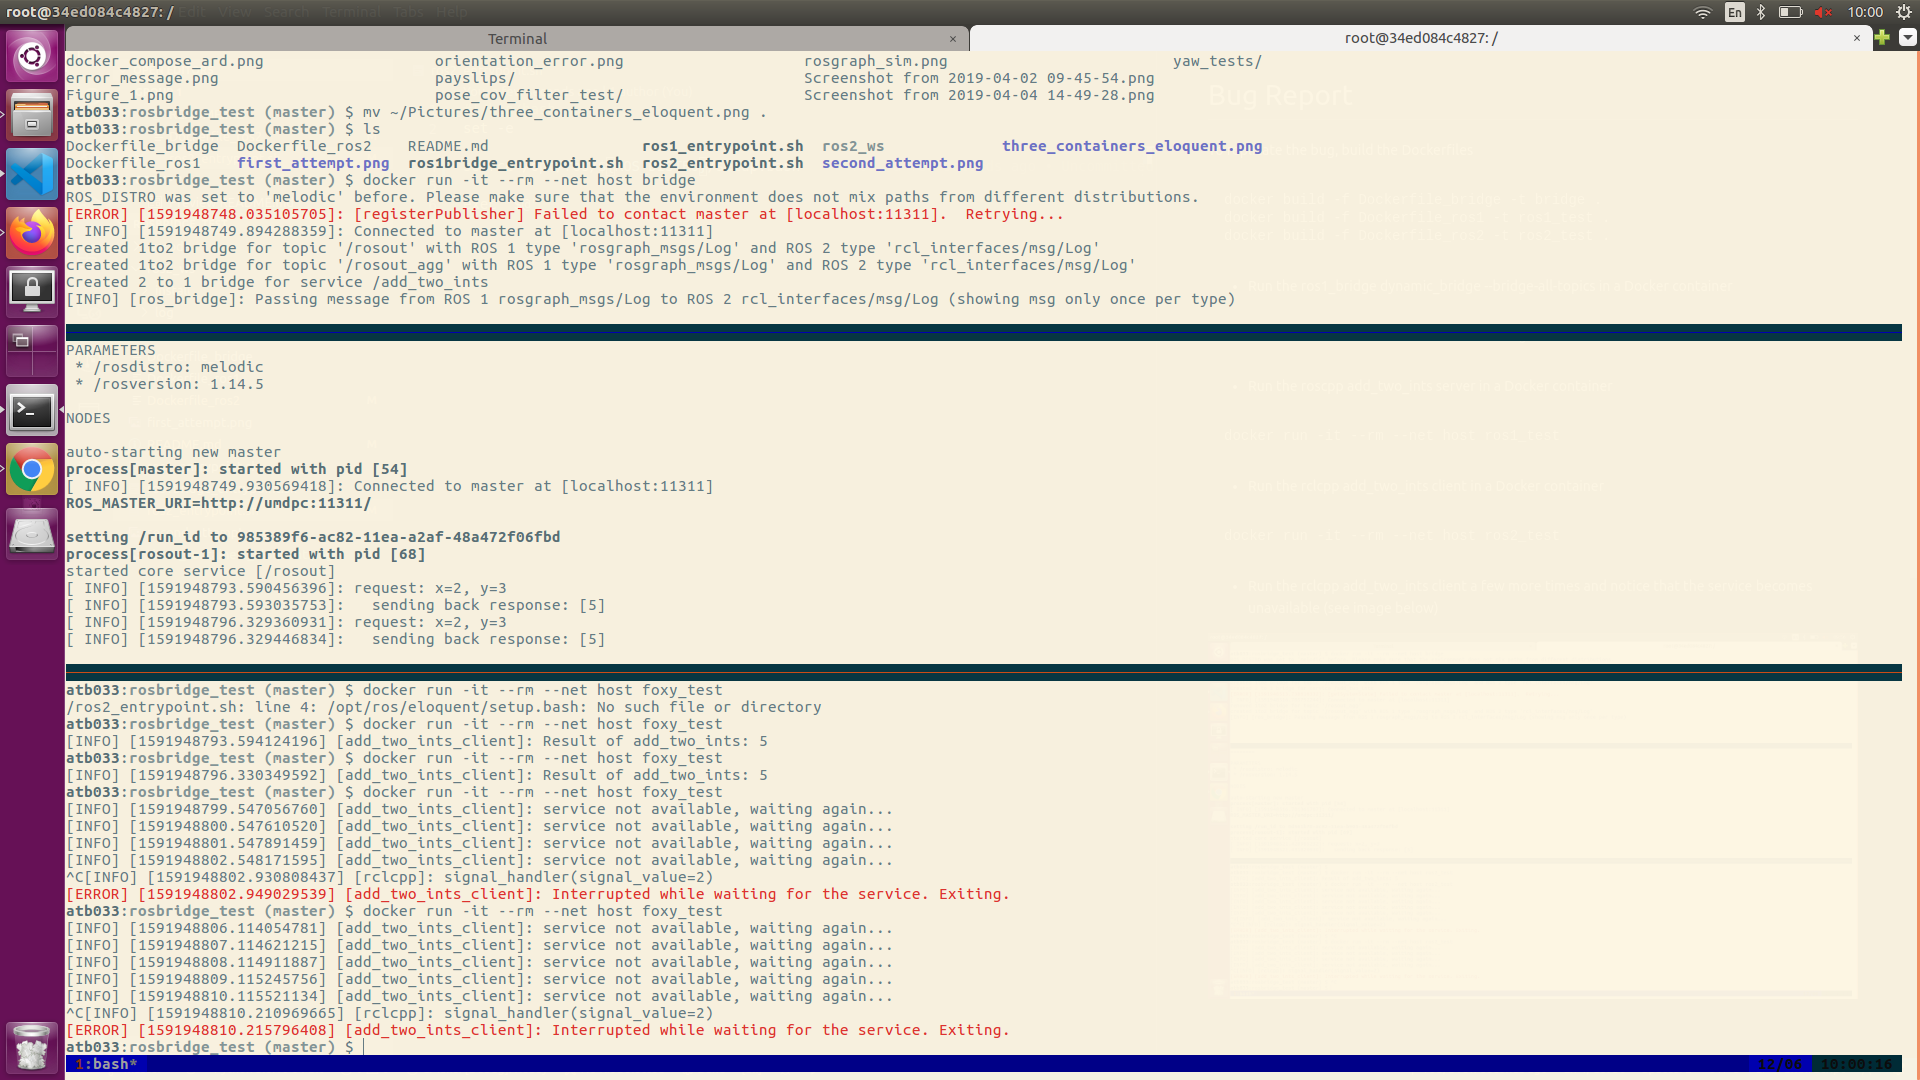 root@34ed084c4827: /
Edit View Search Terminal Tabs Help
En
10:00
Terminal
root@34ed084c4827: /
docker_compose_ard.png orientation_error.png rosgraph_sim.png yaw_tests/
error_message.png payslips/ Screenshot from 2019-04-02 09-45-54.png
Figure_1.png pose_cov_filter_test/ Screenshot from 2019-04-04 14-49-28.png
atb033:rosbridge_test (master) $ mv ~/Pictures/three_containers_eloquent.png .
atb033:rosbridge_test (master) $ ls
Dockerfile_bridge Dockerfile_ros2 README.md ros1_entrypoint.sh ros2_ws three_containers_eloquent.png
Dockerfile_ros1 first_attempt.png ros1bridge_entrypoint.sh ros2_entrypoint.sh second_attempt.png
atb033:rosbridge_test (master) $ docker run -it --rm --net host bridge
ROS_DISTRO was set to 'melodic' before. Please make sure that the environment does not mix paths from different distributions.
[ERROR] [1591948748.035105705]: [registerPublisher] Failed to contact master at [localhost:11311].  Retrying...
[ INFO] [1591948749.894288359]: Connected to master at [localhost:11311]
created 1to2 bridge for topic '/rosout' with ROS 1 type 'rosgraph_msgs/Log' and ROS 2 type 'rcl_interfaces/msg/Log'
created 1to2 bridge for topic '/rosout_agg' with ROS 1 type 'rosgraph_msgs/Log' and ROS 2 type 'rcl_interfaces/msg/Log'
Created 2 to 1 bridge for service /add_two_ints
[INFO] [ros_bridge]: Passing message from ROS 1 rosgraph_msgs/Log to ROS 2 rcl_interfaces/msg/Log (showing msg only once per type)
PARAMETERS
* /rosdistro: melodic
* /rosversion: 1.14.5
NODES
auto-starting new master
process[master]: started with pid [54]
[ INFO] [1591948749.930569418]: Connected to master at [localhost:11311]
ROS_MASTER_URI=http://umdpc:11311/
setting /run_id to 985389f6-ac82-11ea-a2af-48a472f06fbd
process[rosout-1]: started with pid [68]
started core service [/rosout]
[ INFO] [1591948793.590456396]: request: x=2, y=3
[ INFO] [1591948793.593035753]:   sending back response: [5]
[ INFO] [1591948796.329360931]: request: x=2, y=3
[ INFO] [1591948796.329446834]:   sending back response: [5]
atb033:rosbridge_test (master) $ docker run -it --rm --net host foxy_test
/ros2_entrypoint.sh: line 4: /opt/ros/eloquent/setup.bash: No such file or directory
atb033:rosbridge_test (master) $ docker run -it --rm --net host foxy_test
[INFO] [1591948793.594124196] [add_two_ints_client]: Result of add_two_ints: 5
atb033:rosbridge_test (master) $ docker run -it --rm --net host foxy_test
[INFO] [1591948796.330349592] [add_two_ints_client]: Result of add_two_ints: 5
atb033:rosbridge_test (master) $ docker run -it --rm --net host foxy_test
[INFO] [1591948799.547056760] [add_two_ints_client]: service not available, waiting again...
[INFO] [1591948800.547610520] [add_two_ints_client]: service not available, waiting again...
[INFO] [1591948801.547891459] [add_two_ints_client]: service not available, waiting again...
[INFO] [1591948802.548171595] [add_two_ints_client]: service not available, waiting again...
^C[INFO] [1591948802.930808437] [rclcpp]: signal_handler(signal_value=2)
[ERROR] [1591948802.949029539] [add_two_ints_client]: Interrupted while waiting for the service. Exiting.
atb033:rosbridge_test (master) $ docker run -it --rm --net host foxy_test
[INFO] [1591948806.114054781] [add_two_ints_client]: service not available, waiting again...
[INFO] [1591948807.114621215] [add_two_ints_client]: service not available, waiting again...
[INFO] [1591948808.114911887] [add_two_ints_client]: service not available, waiting again...
[INFO] [1591948809.115245756] [add_two_ints_client]: service not available, waiting again...
[INFO] [1591948810.115521134] [add_two_ints_client]: service not available, waiting again...
^C[INFO] [1591948810.210969665] [rclcpp]: signal_handler(signal_value=2)
[ERROR] [1591948810.215796408] [add_two_ints_client]: Interrupted while waiting for the service. Exiting.
atb033:rosbridge_test (master) $
1:bash* 12/06 10:00:16
Bug Report